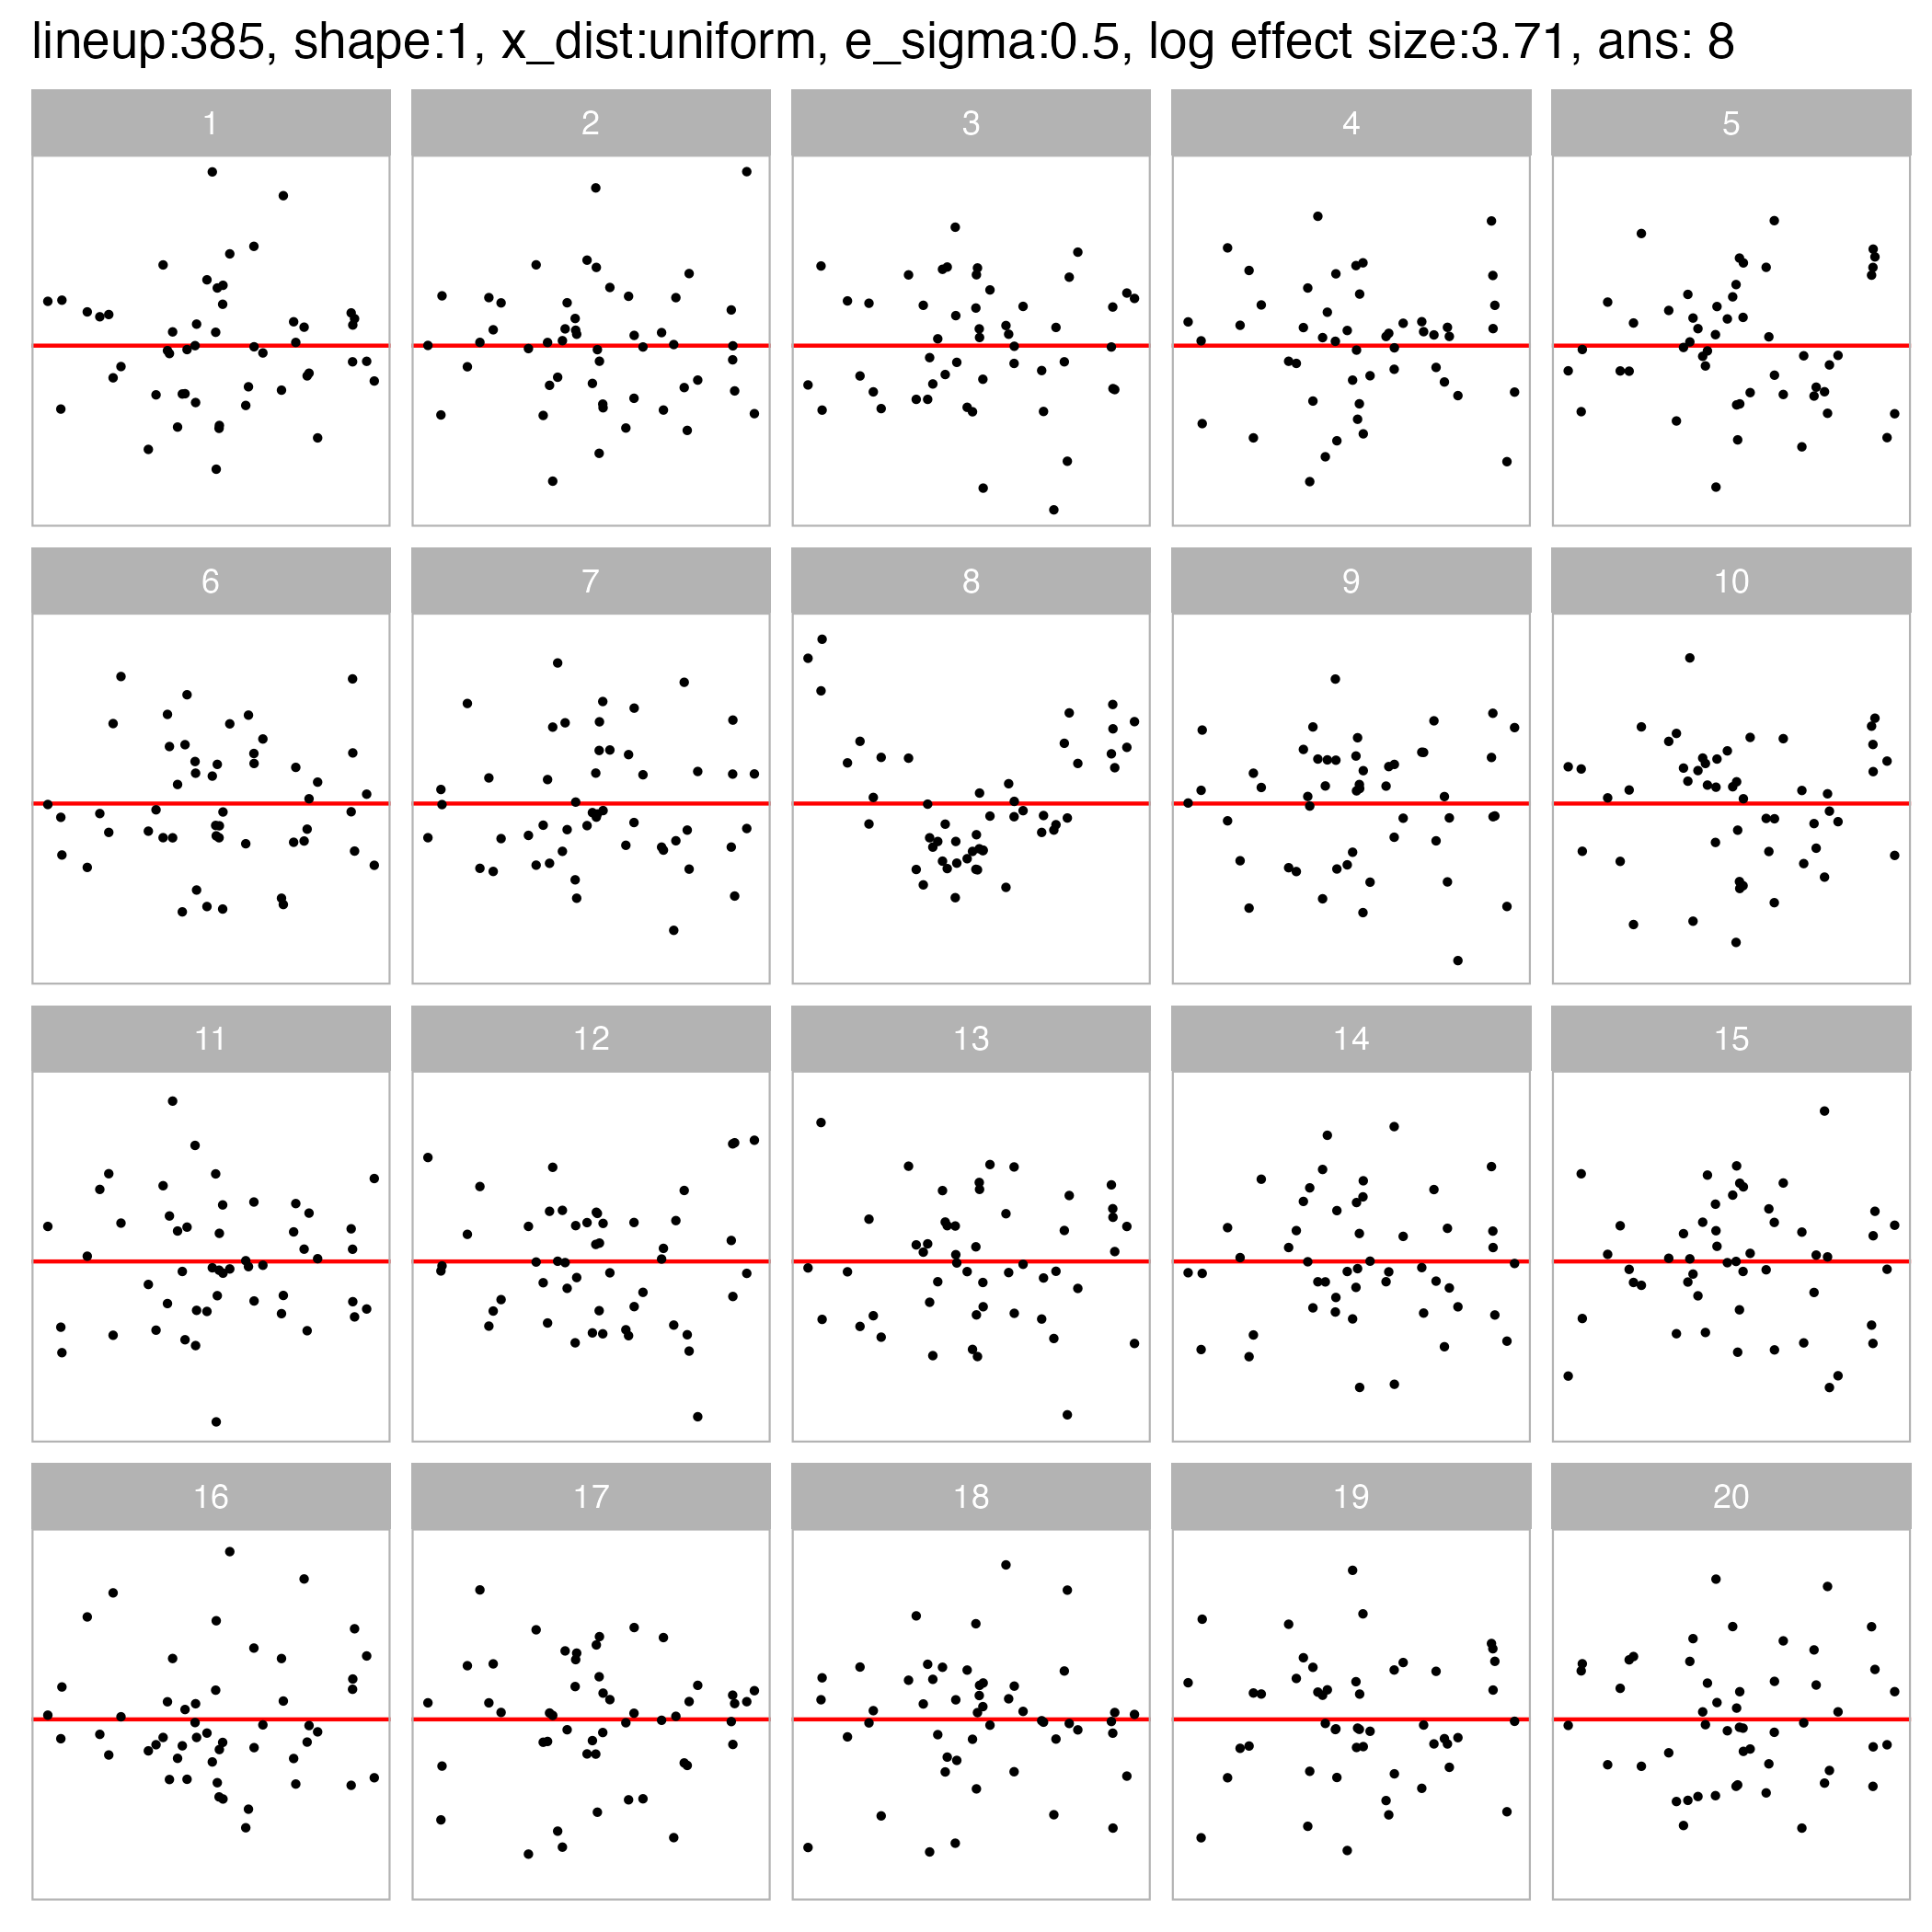 lineup:385, shape:1, x_dist:uniform, e_sigma:0.5, log effect size:3.71, ans: 8
1 2 3 4 5
6 7 8 9 10
11 12 13 14 15
16 17 18 19 20